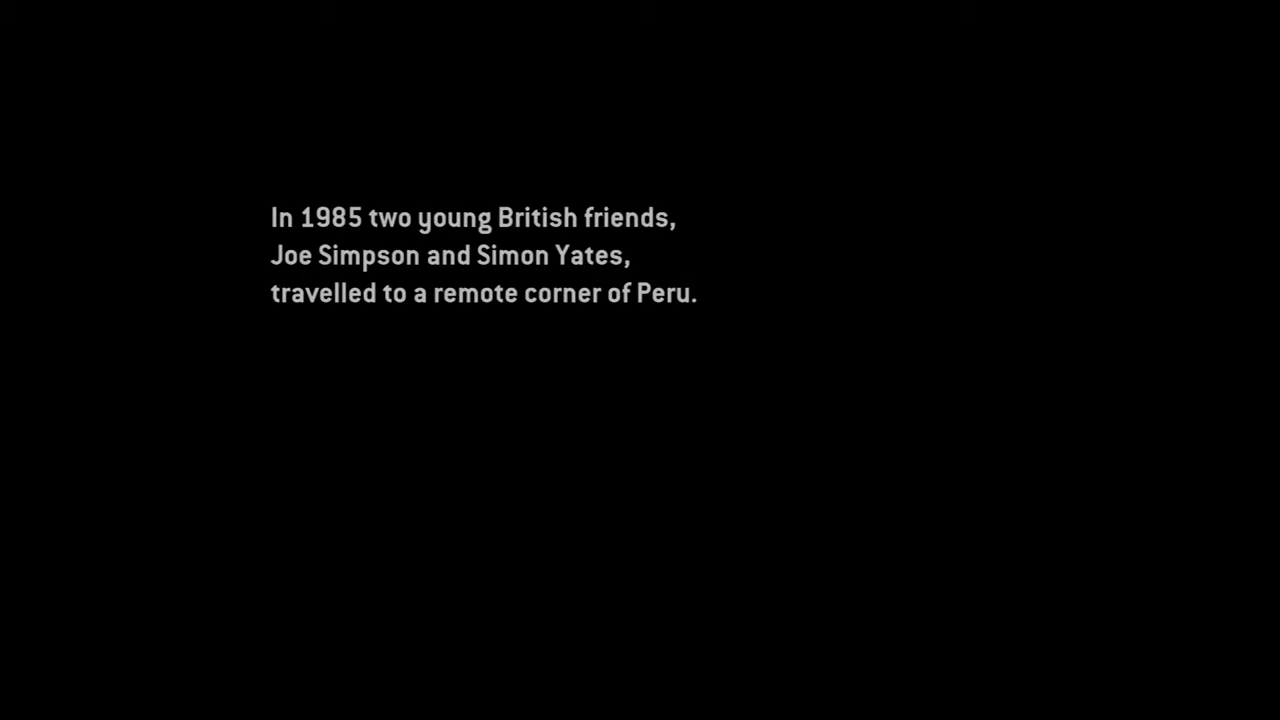 In 1985 two young British friends,
Joe Simpson and Simon Yates,
travelled to a remote corner of Peru.